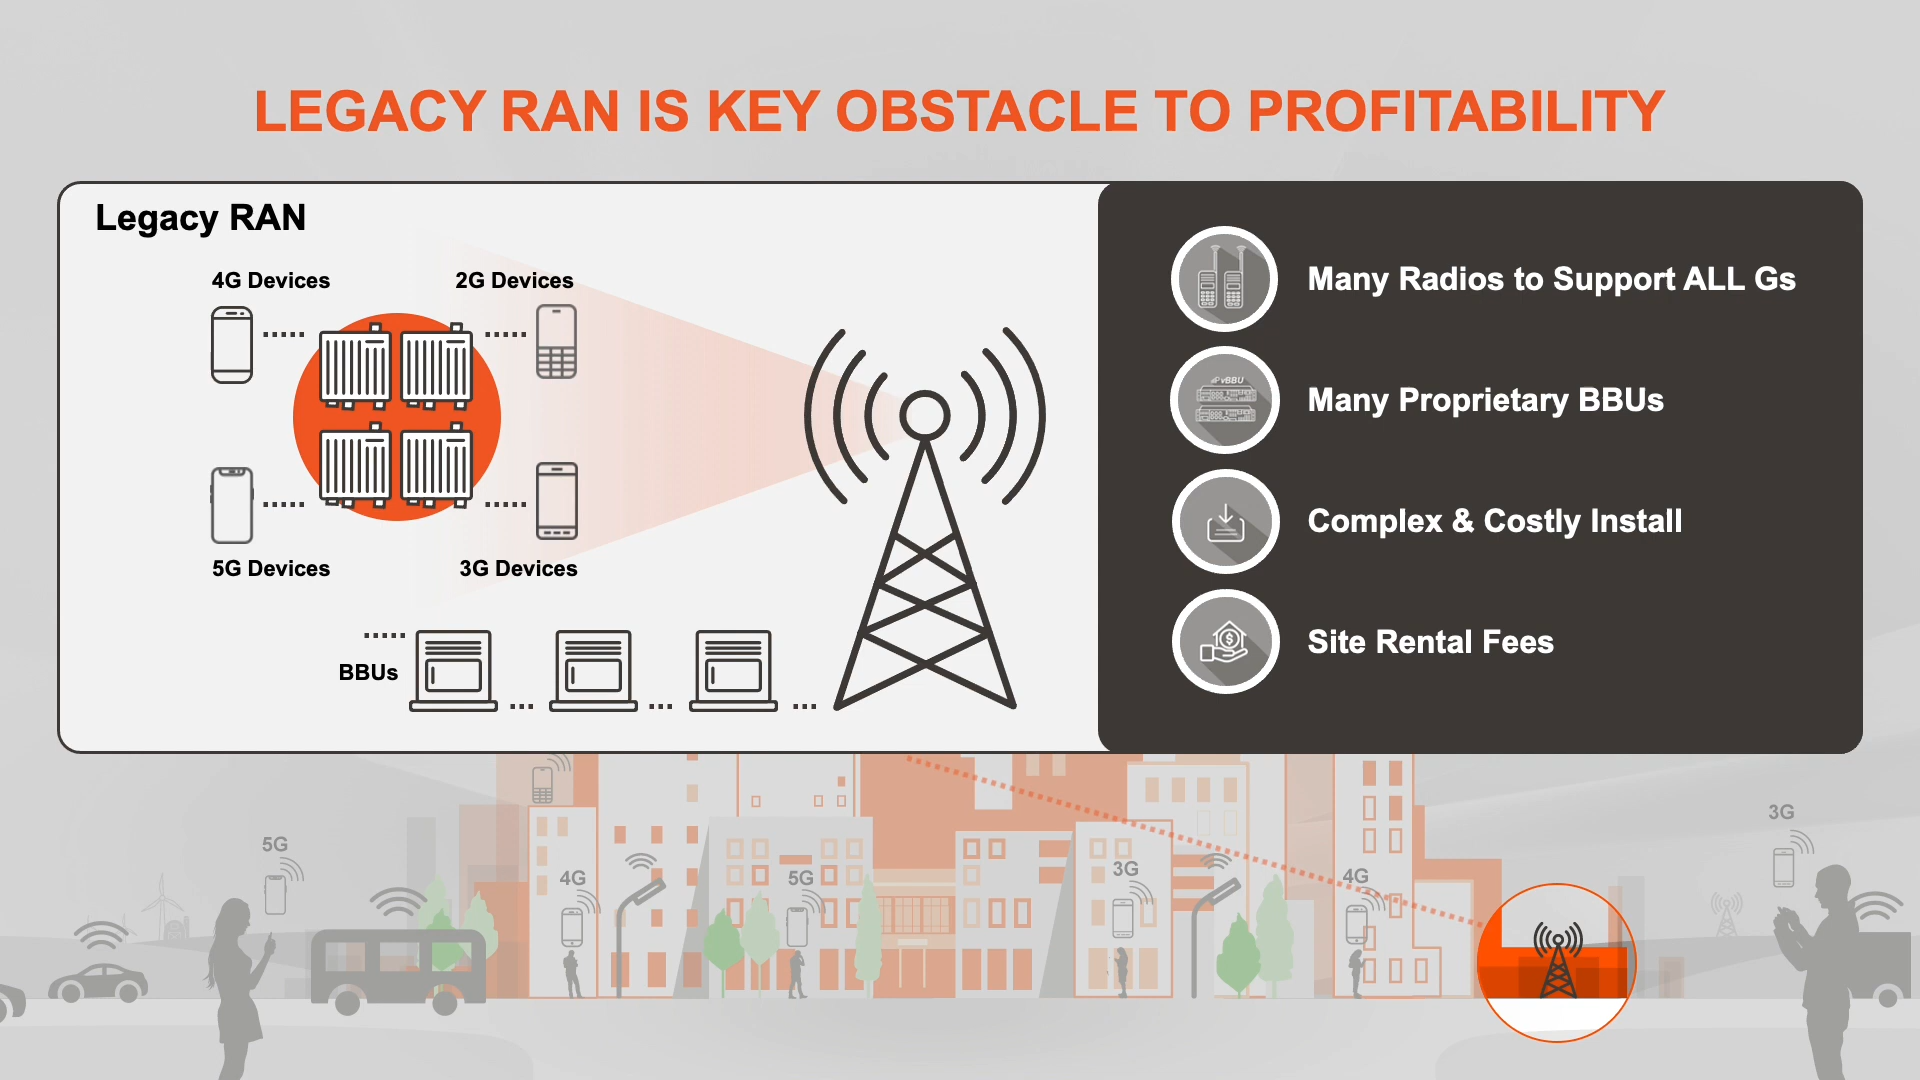 LEGACY RAN IS KEY OBSTACLE TO PROFITABILITY
Legacy RAN
4G Devices
2G Devices
5G Devices
3G Devices
BBUs
Many Radios to Support ALL Gs
vBBU
Many Proprietary BBUs
Complex & Costly Install
$
Site Rental Fees
5G
4G
5G
3G
4G
3G